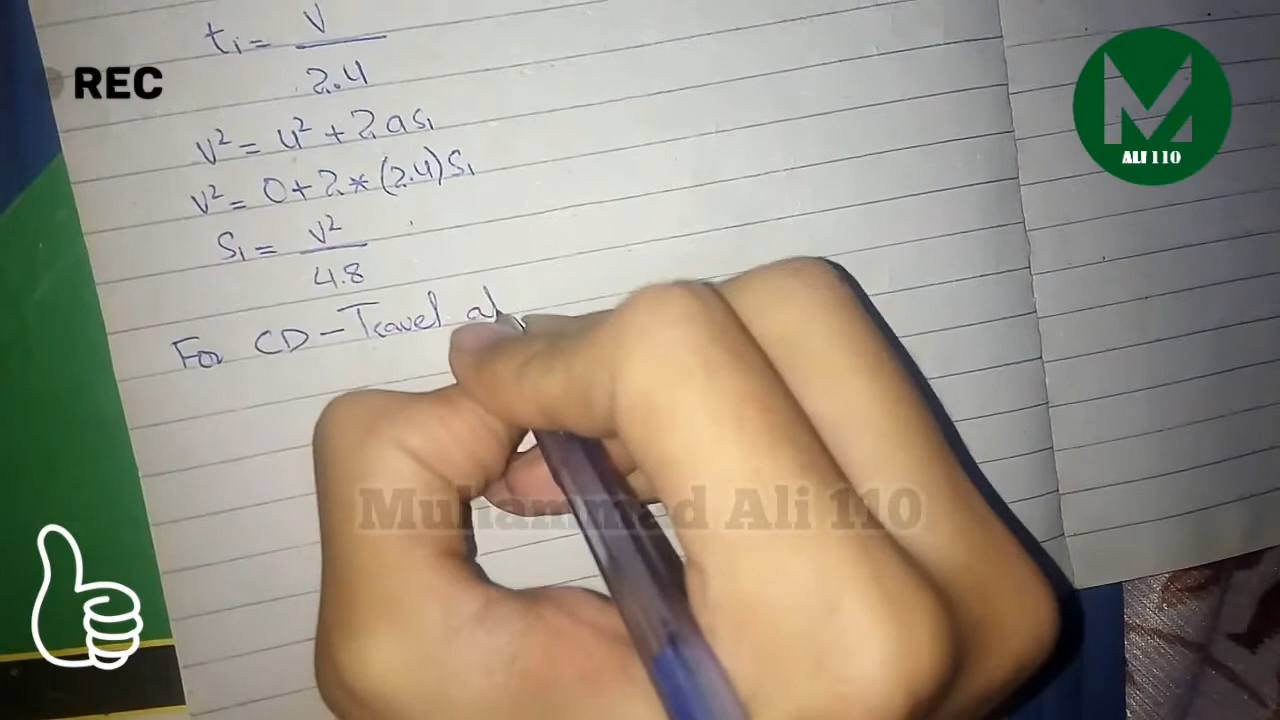 REC
M
ALI 110
t₁ = v
2.4
v² = u² + 2as₁
v² = 0 + 2*(2.4)S₁
S₁ = v²
4.8
For CD - Travel
Muhammad Ali 110